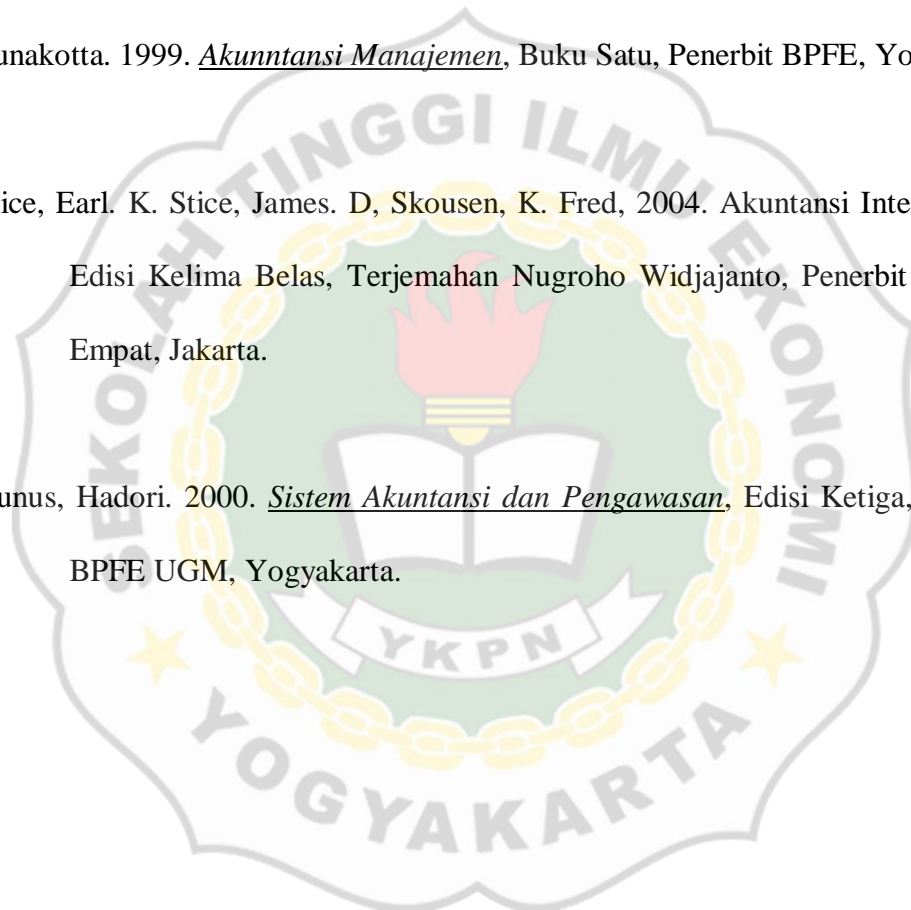 unakotta. 1999. Akunntansi Manajemen, Buku Satu, Penerbit BPFE, Yo
ice, Earl. K. Stice, James. D, Skousen, K. Fred, 2004. Akuntansi Inte
Edisi Kelima Belas, Terjemahan Nugroho Widjajanto, Penerbit
Empat, Jakarta.
unus, Hadori. 2000. Sistem Akuntansi dan Pengawasan, Edisi Ketiga,
BPFE UGM, Yogyakarta.
SEKOLAH TINGGI ILMU EKONOMI
YKPN
YOGYAKARTA